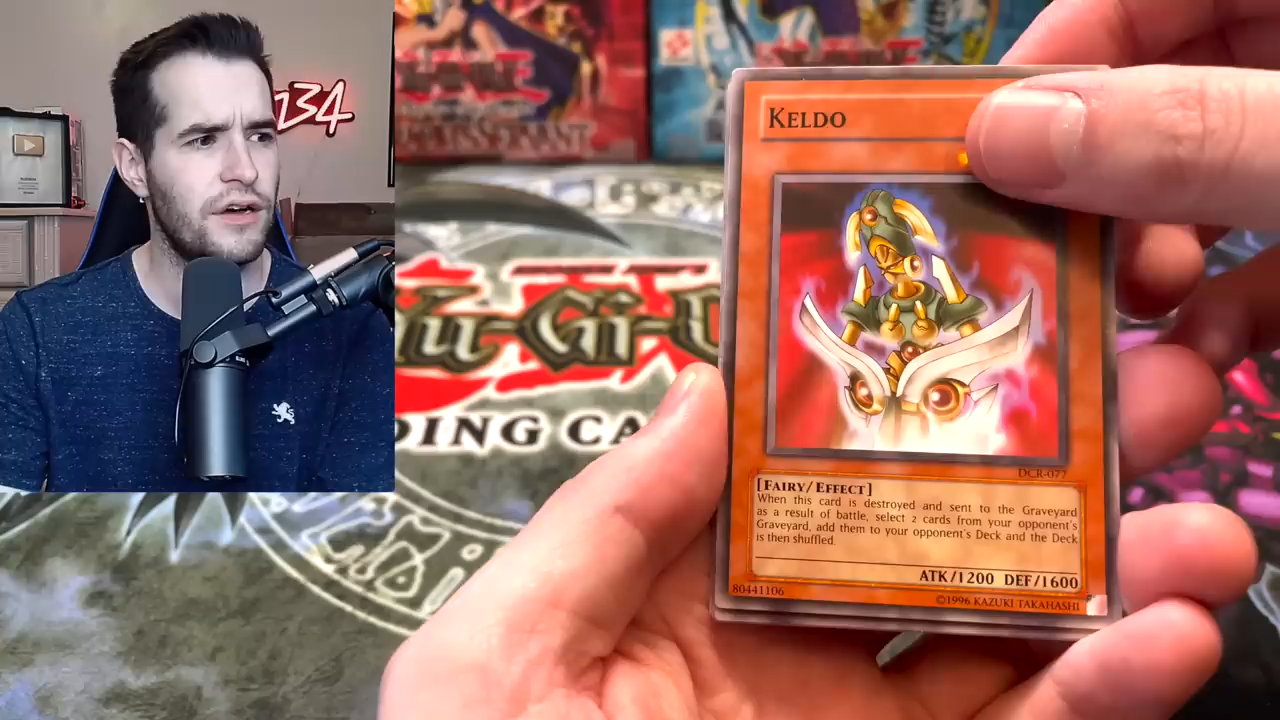 134
KELDO
Yu-Gi-O
DING CA
DCR-077
[FAIRY/EFFECT]
When this card is destroyed and sent to the Graveyard
as a result of battle, select 2 cards from your opponent's
Graveyard, add them to your opponent's Deck and the Deck
is then shuffled.
ATK/1200 DEF/1600
80441106
©1996 KAZUKI TAKAHASHI